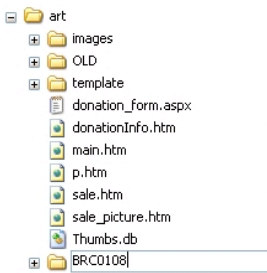 art
images
OLD
template
donation_form.aspx
donationInfo.htm
main.htm
p.htm
sale.htm
sale_picture.htm
Thumbs.db
BRC0108